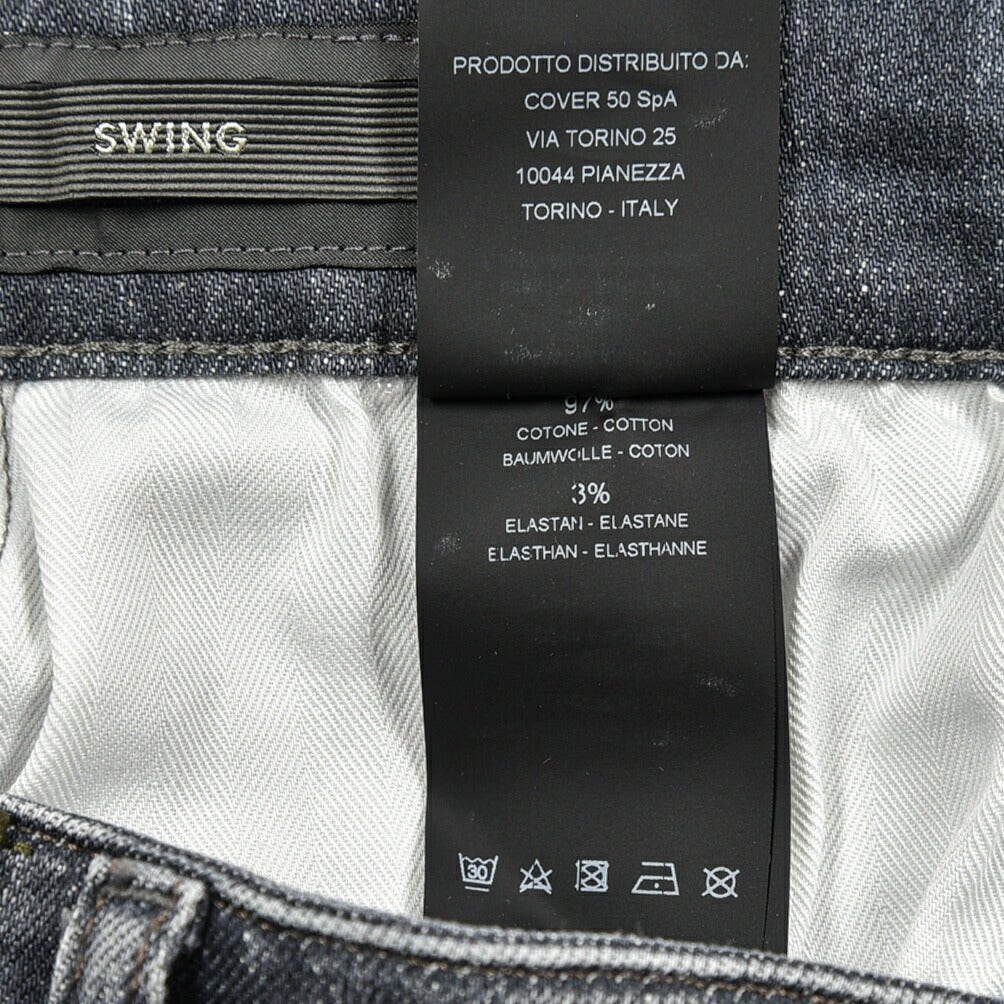 SWING
PRODOTTO DISTRIBUITO DA:
COVER 50 SpA
VIA TORINO 25
10044 PIANEZZA
TORINO - ITALY
97%
COTONE - COTTON
BAUMWOLLE - COTON
3%
ELASTAN - ELASTANE
ELASTHAN - ELASTHANNE
30